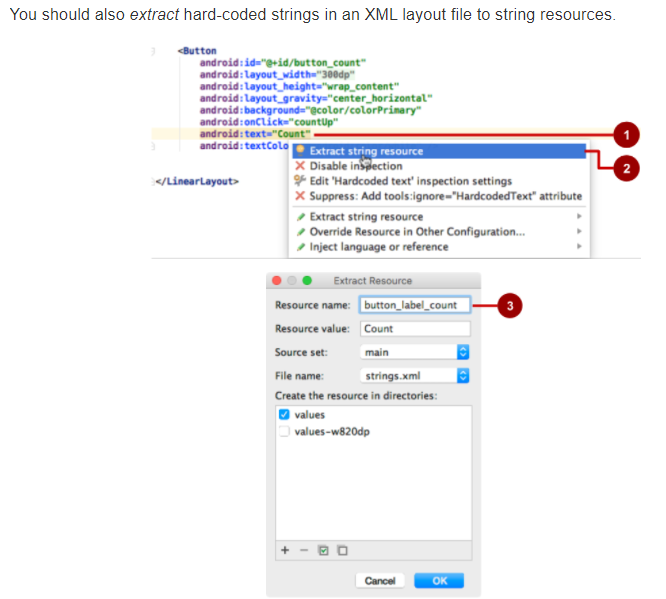 You should also extract hard-coded strings in an XML layout file to string resources.
<Button
android:id="@+id/button_count"
android:layout_width="300dp"
android:layout_height="wrap_content"
android:layout_gravity="center_horizontal"
android:background="@color/colorPrimary"
android:onClick="countUp"
android:text="Count"
1
android:textColo
Extract string resource
2
Disable inspection
Edit 'Hardcoded text' inspection settings
Suppress: Add tools:ignore="HardcodedText" attribute
Extract string resource
Override Resource in Other Configuration...
Inject language or reference
</LinearLayout>
Extract Resource
Resource name: button_label_count
3
Resource value: Count
Source set: main
File name: strings.xml
Create the resource in directories:
values
values-w820dp
Cancel OK